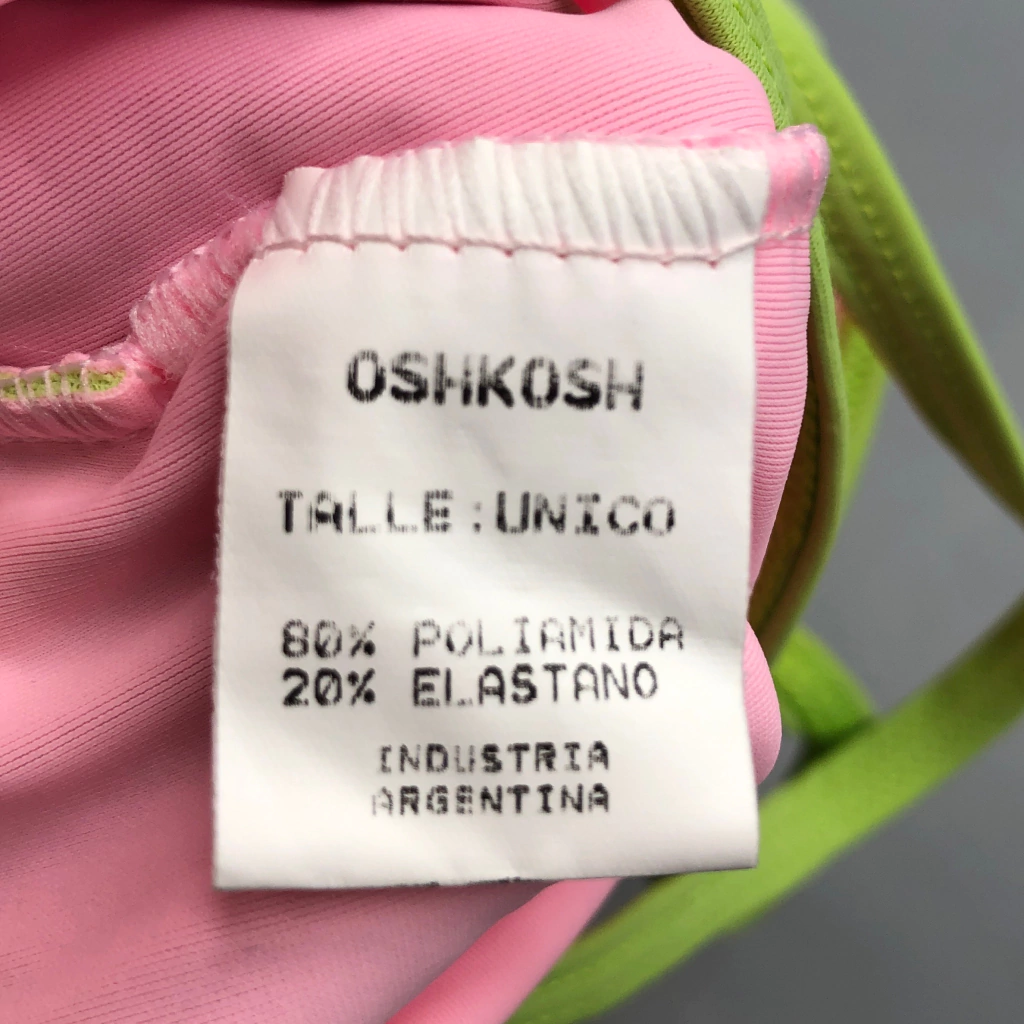 OSHKOSH
TALLE:UNICO
80% POLIAMIDA
20% ELASTANO
INDUSTRIA
ARGENTINA